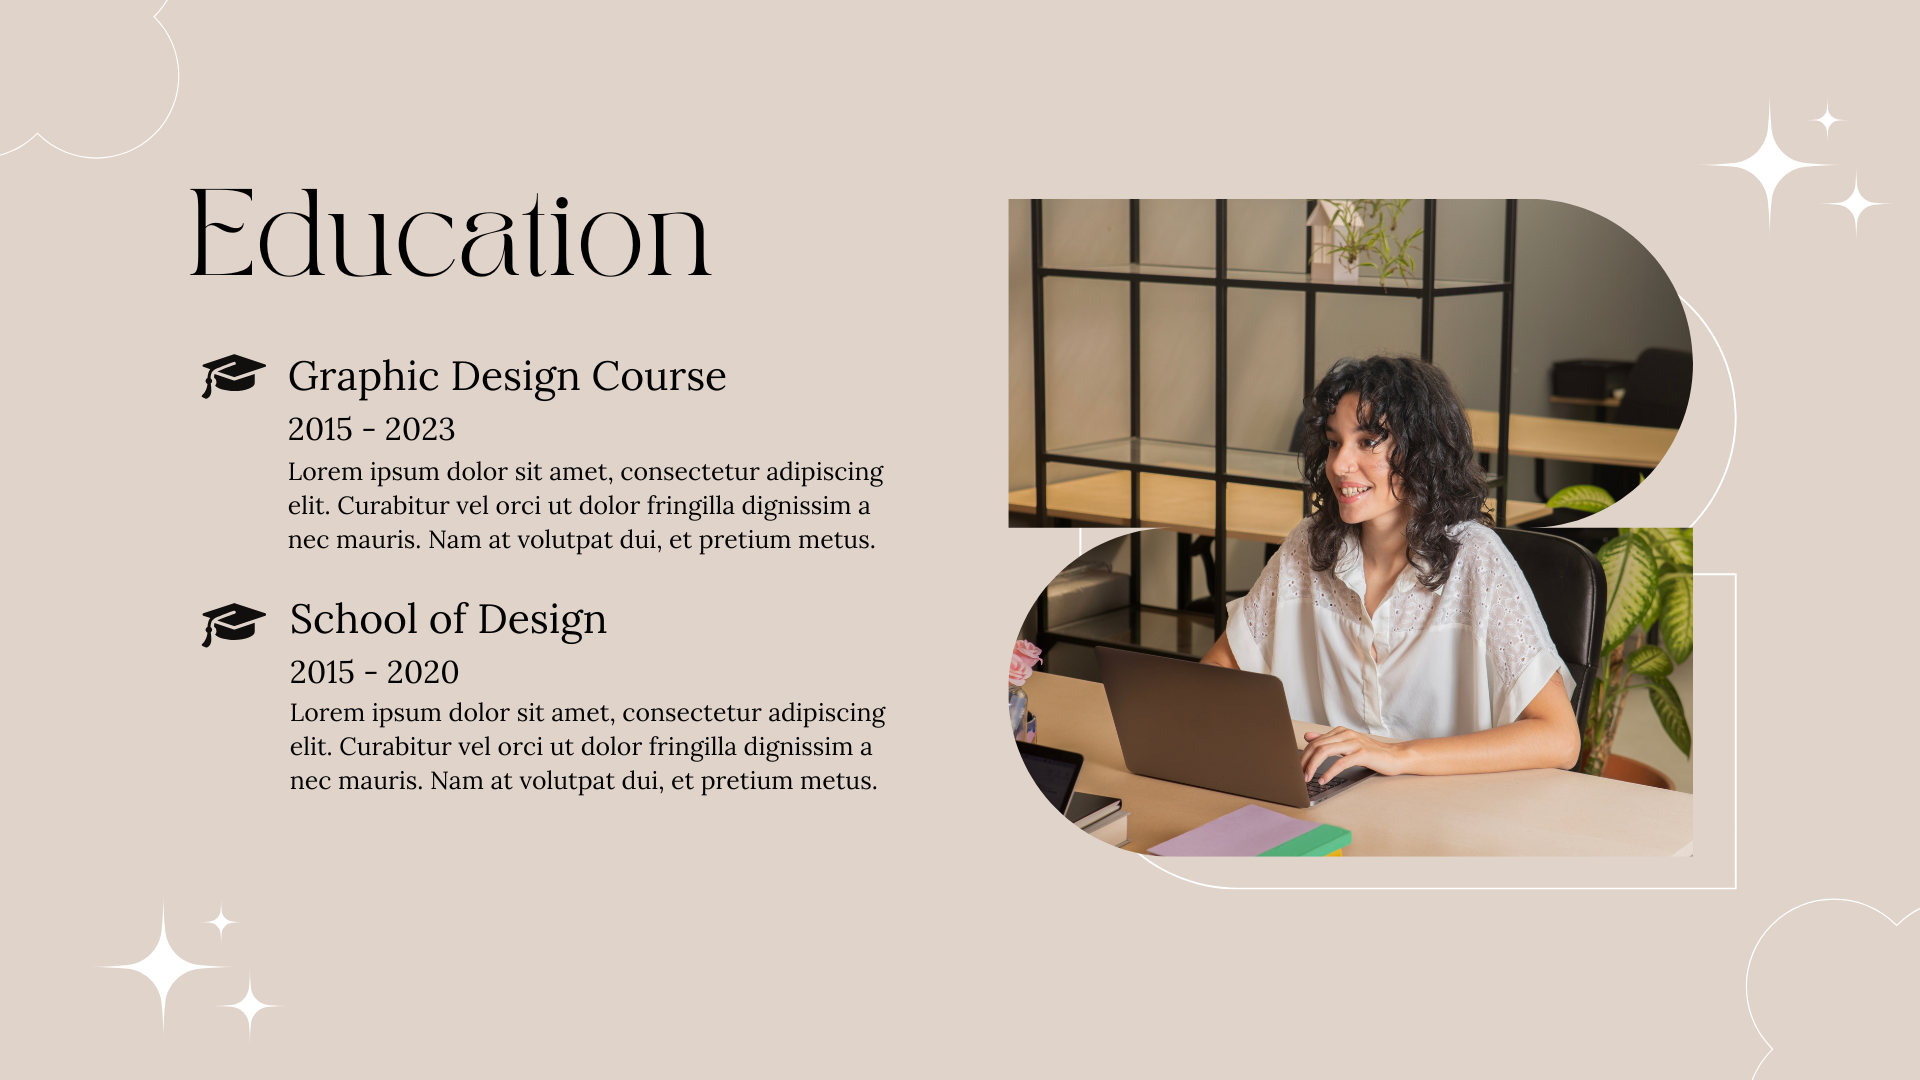 Education
Graphic Design Course
2015 - 2023
Lorem ipsum dolor sit amet, consectetur adipiscing
elit. Curabitur vel orci ut dolor fringilla dignissim a
nec mauris. Nam at volutpat dui, et pretium metus.
School of Design
2015 - 2020
Lorem ipsum dolor sit amet, consectetur adipiscing
elit. Curabitur vel orci ut dolor fringilla dignissim a
nec mauris. Nam at volutpat dui, et pretium metus.